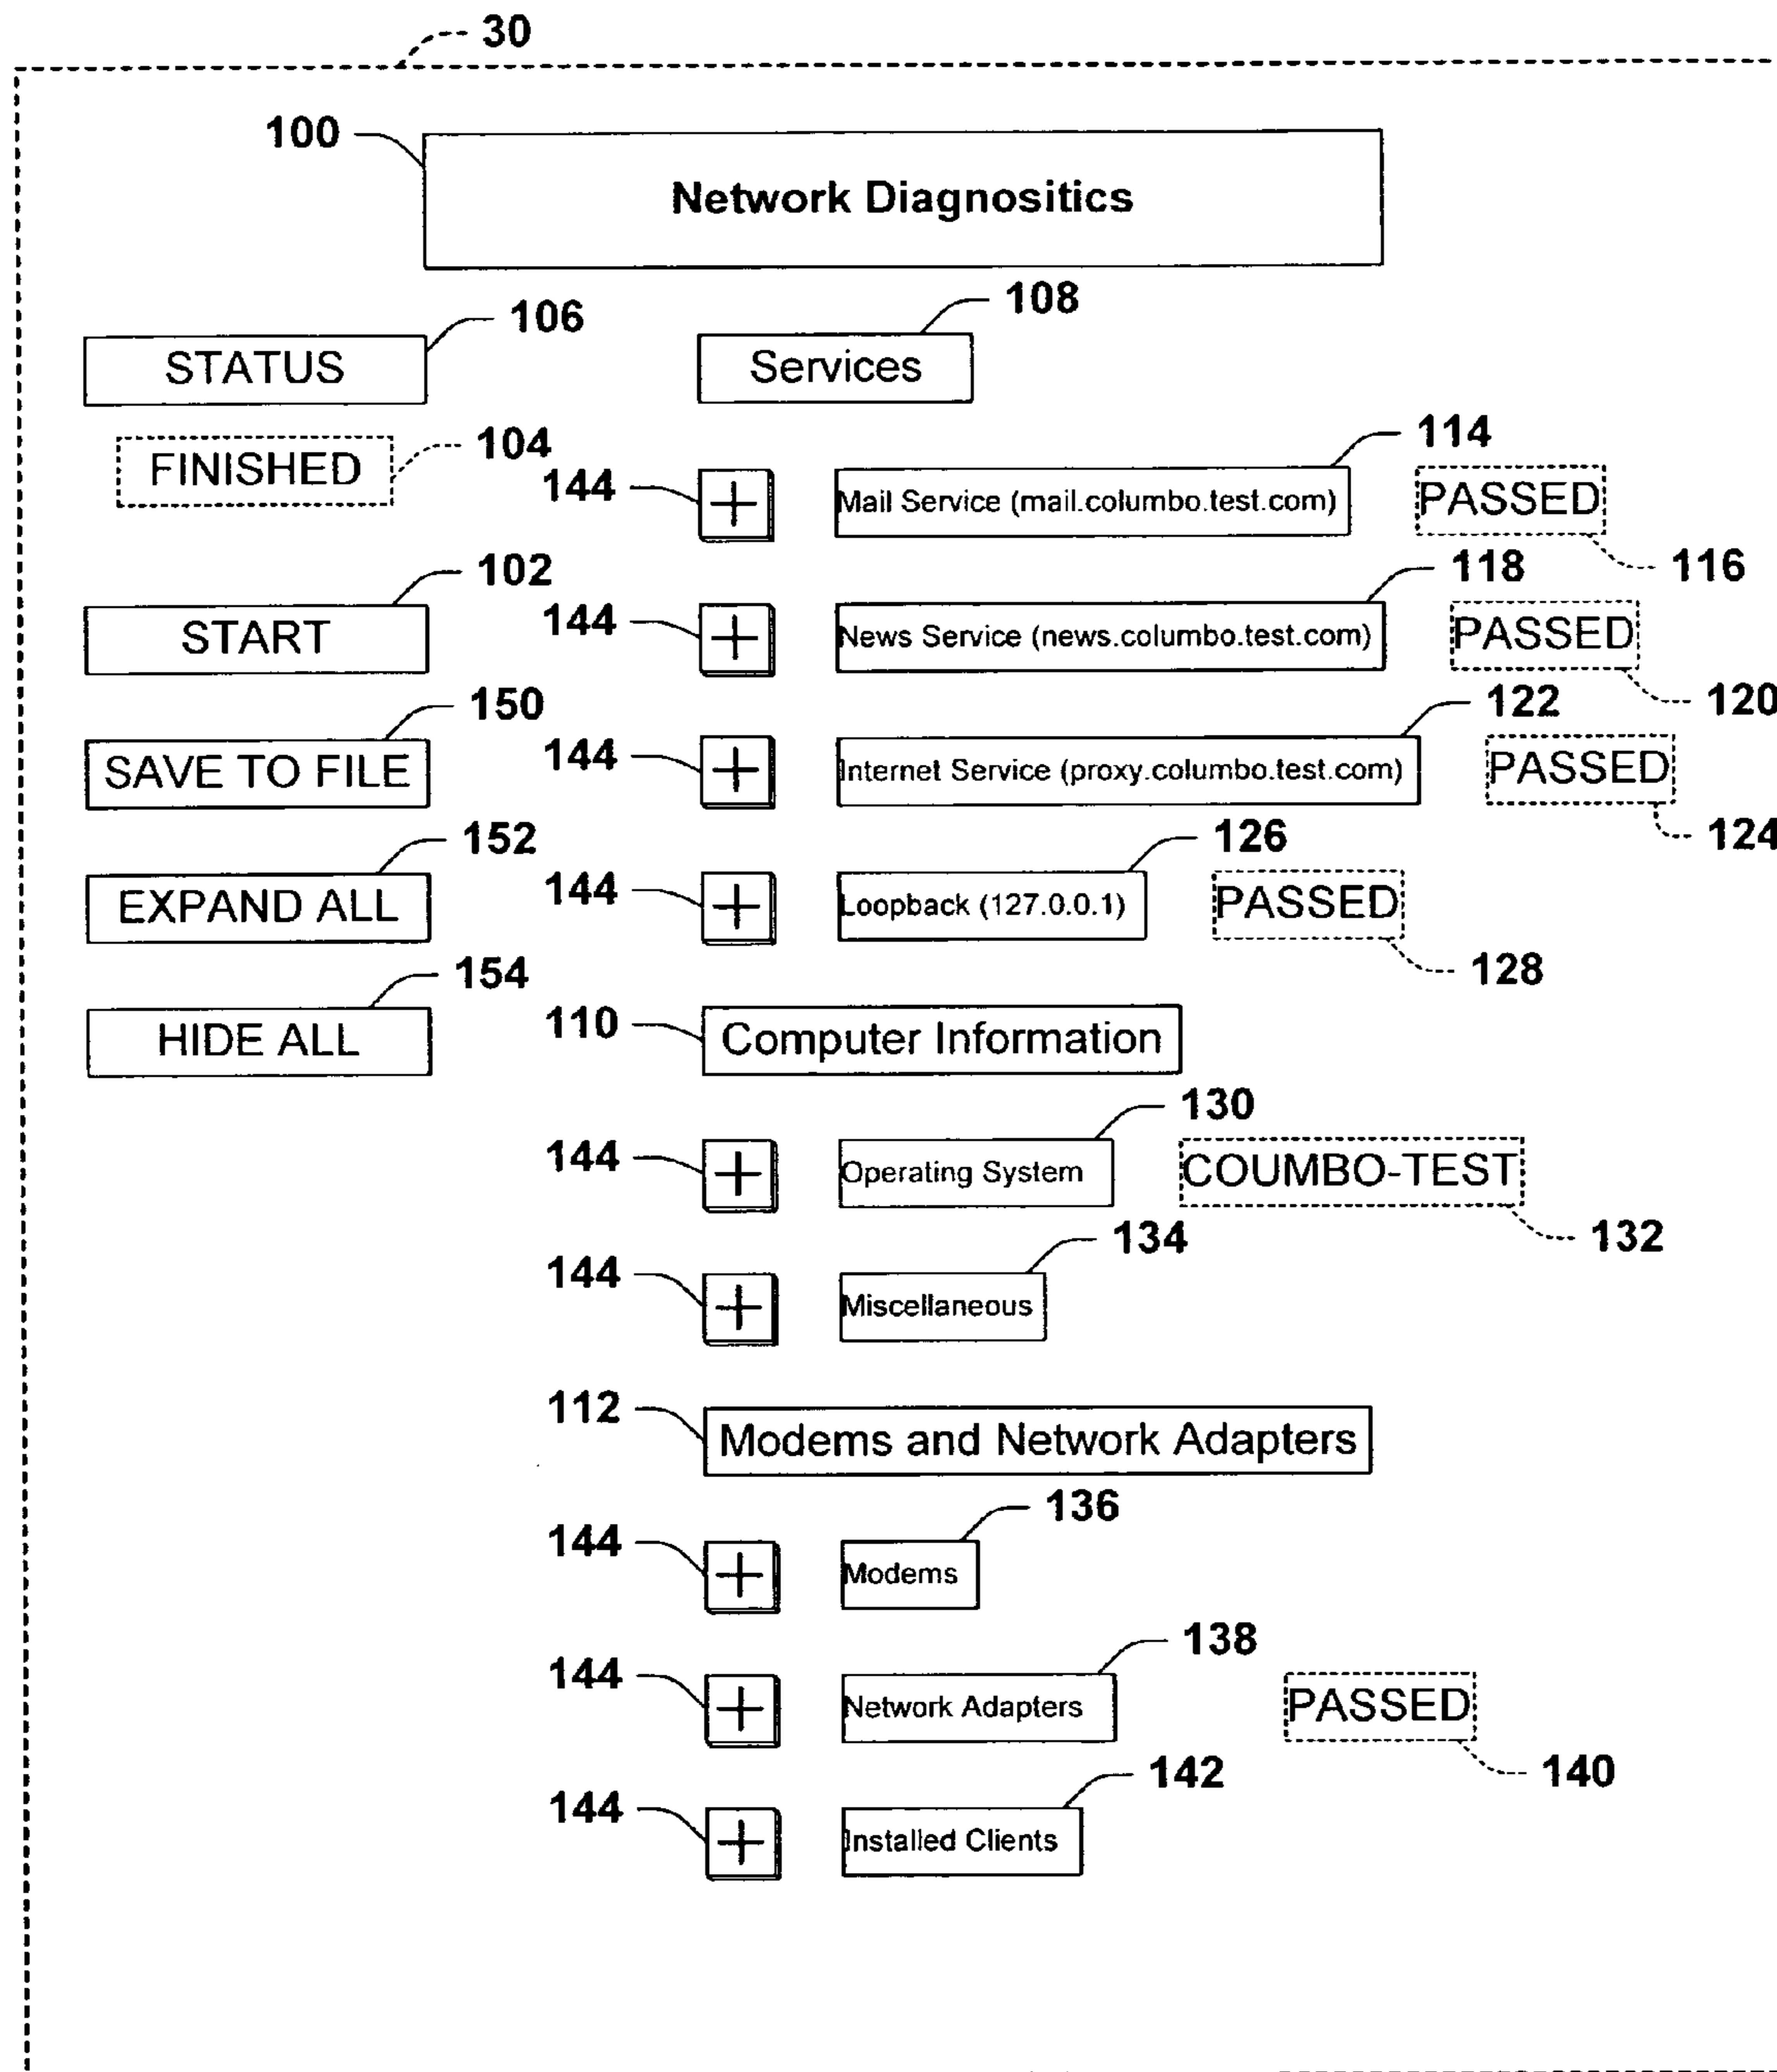 30
100
Network Diagnositics
106
108
STATUS
Services
104
FINISHED
114
144
Mail Service (mail.columbo.test.com)
PASSED
116
102
118
START
144
News Service (news.columbo.test.com)
PASSED
120
150
122
SAVE TO FILE
144
Internet Service (proxy.columbo.test.com)
PASSED
124
152
126
EXPAND ALL
144
Loopback (127.0.0.1)
PASSED
128
154
HIDE ALL
110
Computer Information
130
144
Operating System
COUMBO-TEST
132
134
144
Miscellaneous
112
Modems and Network Adapters
136
144
Modems
138
144
Network Adapters
PASSED
140
142
144
Installed Clients